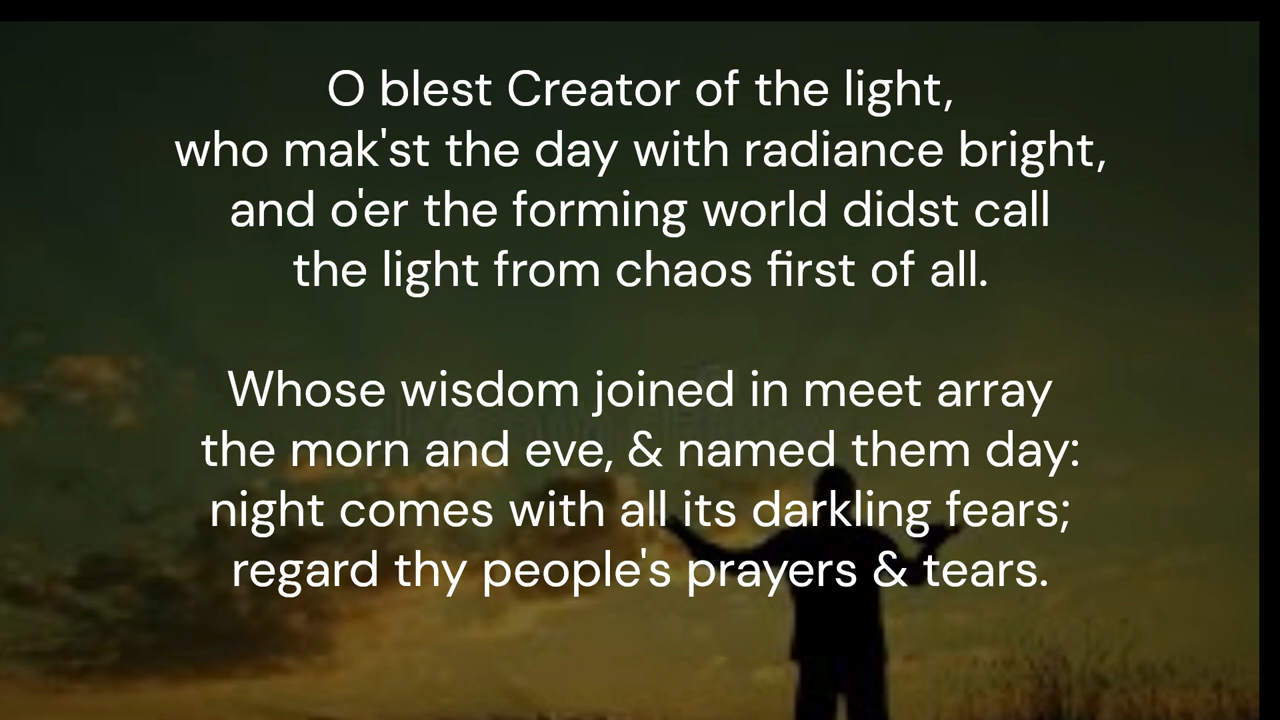 O blest Creator of the light,
who mak'st the day with radiance bright,
and o'er the forming world didst call
the light from chaos first of all.
Whose wisdom joined in meet array
the morn and eve, & named them day:
night comes with all its darkling fears;
regard thy people's prayers & tears.